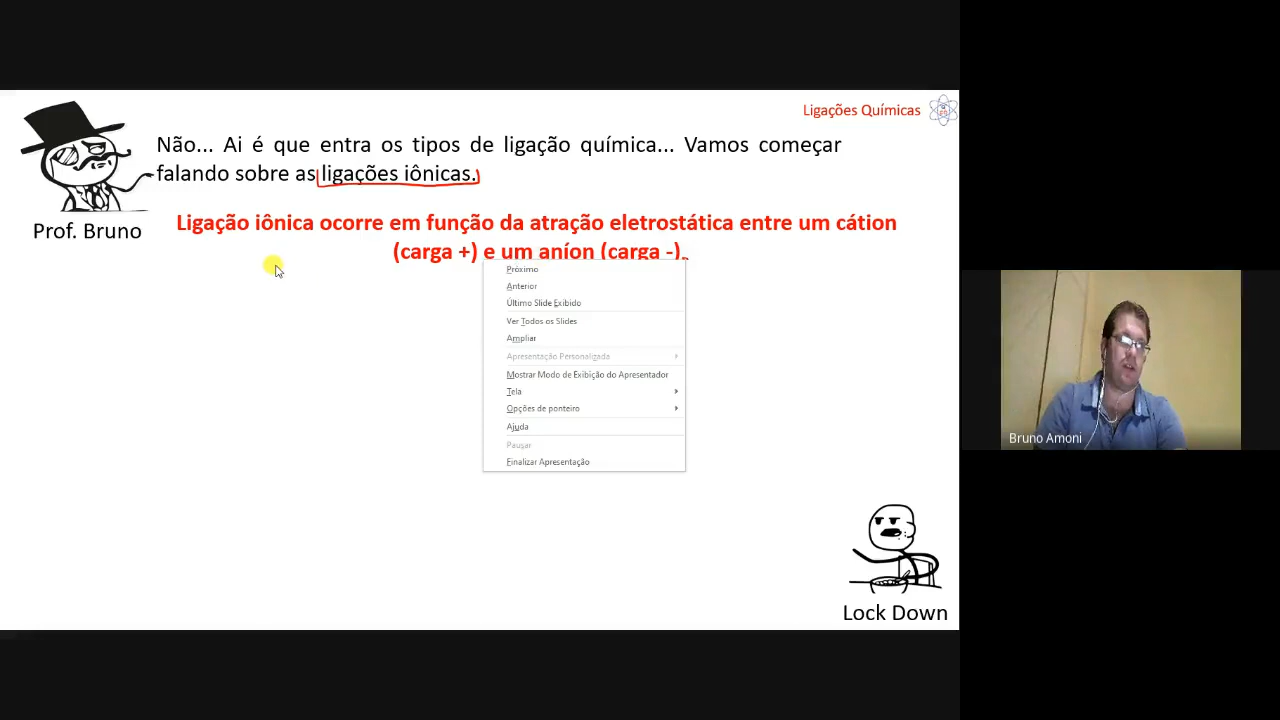 Ligações Químicas
Não... Ai é que entra os tipos de ligação química... Vamos começar
falando sobre as ligações iônicas.
Prof. Bruno
Ligação iônica ocorre em função da atração eletrostática entre um cátion
(carga +) e um aníon (carga -).
Próximo
Anterior
Último Slide Exibido
Ver Todos os Slides
Ampliar
Apresentação Personalizada
Mostrar Modo de Exibição do Apresentador
Tela
Opções de ponteiro
Ajuda
Pausar
Finalizar Apresentação
Bruno Amoni
Lock Down